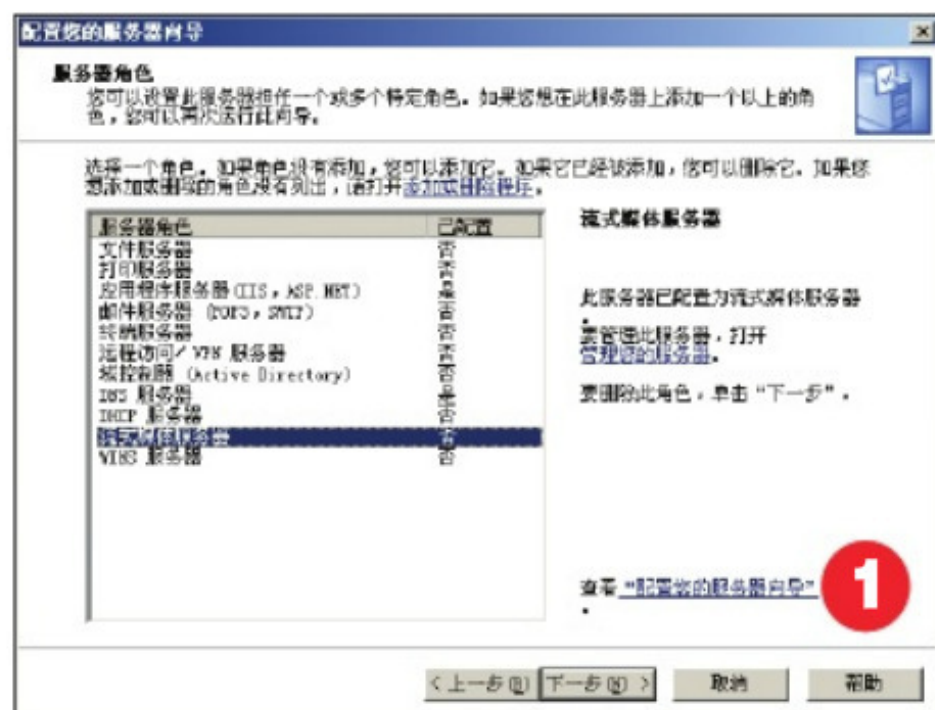 配置您的服务器向导
服务器角色
您可以设置此服务器担任一个或多个特定角色。如果您想在此服务器上添加一个以上的角
色，您可以再次运行此向导。
选择一个角色。如果角色没有添加，您可以添加它。如果它已经被添加，您可以删除它。如果您
想添加或删除的角色没有列出，请打开添加或删除程序。
服务器角色 已配置
文件服务器 否
打印服务器 否
应用程序服务器(IIS，ASP.NET) 是
邮件服务器 (POP3，SMTP) 否
终端服务器 否
远程访问/ VPN 服务器 否
域控制器 (Active Directory) 否
DNS 服务器 是
DHCP 服务器 否
流式媒体服务器 否
WINS 服务器 否
流式媒体服务器
此服务器已配置为流式媒体服务器
。
要管理此服务器，打开
管理您的服务器。
要删除此角色，单击“下一步”。
查看 “配置您的服务器向导”
。
1
< 上一步(B)
下一步(N) >
取消
帮助